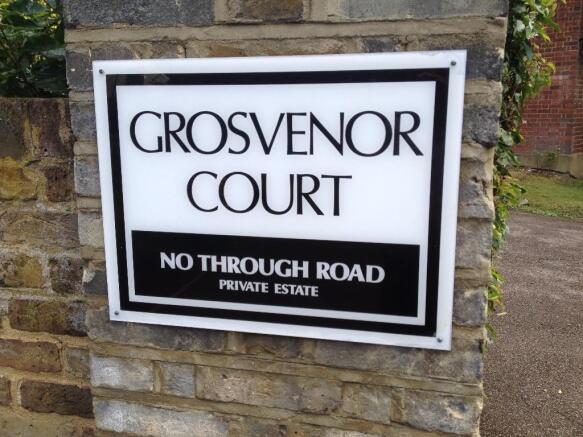 GROSVENOR
COURT
NO THROUGH ROAD
PRIVATE ESTATE